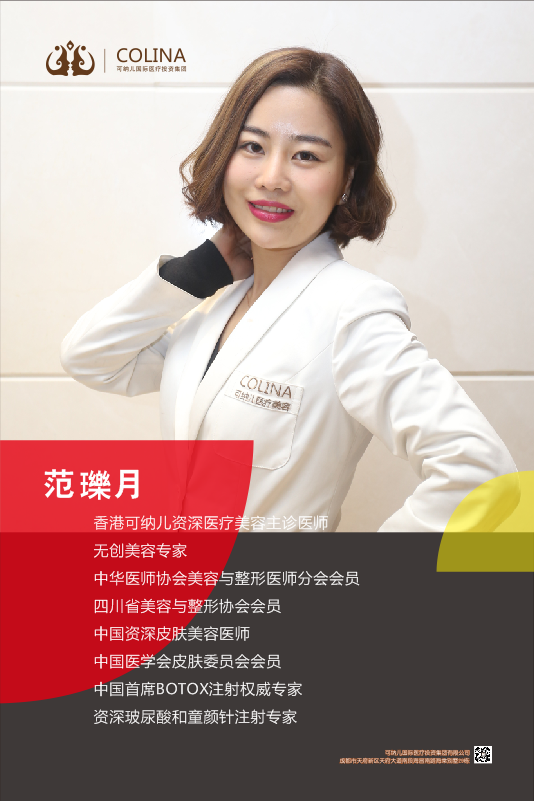 COLINA
可纳儿国际医疗投资集团
COLINA
可纳儿医疗美容
范瓅月
香港可纳儿资深医疗美容主诊医师
无创美容专家
中华医师协会美容与整形医师分会会员
四川省美容与整形协会会员
中国资深皮肤美容医师
中国医学会皮肤委员会会员
中国首席BOTOX注射权威专家
资深玻尿酸和童颜针注射专家
可纳儿国际医疗投资集团有限公司